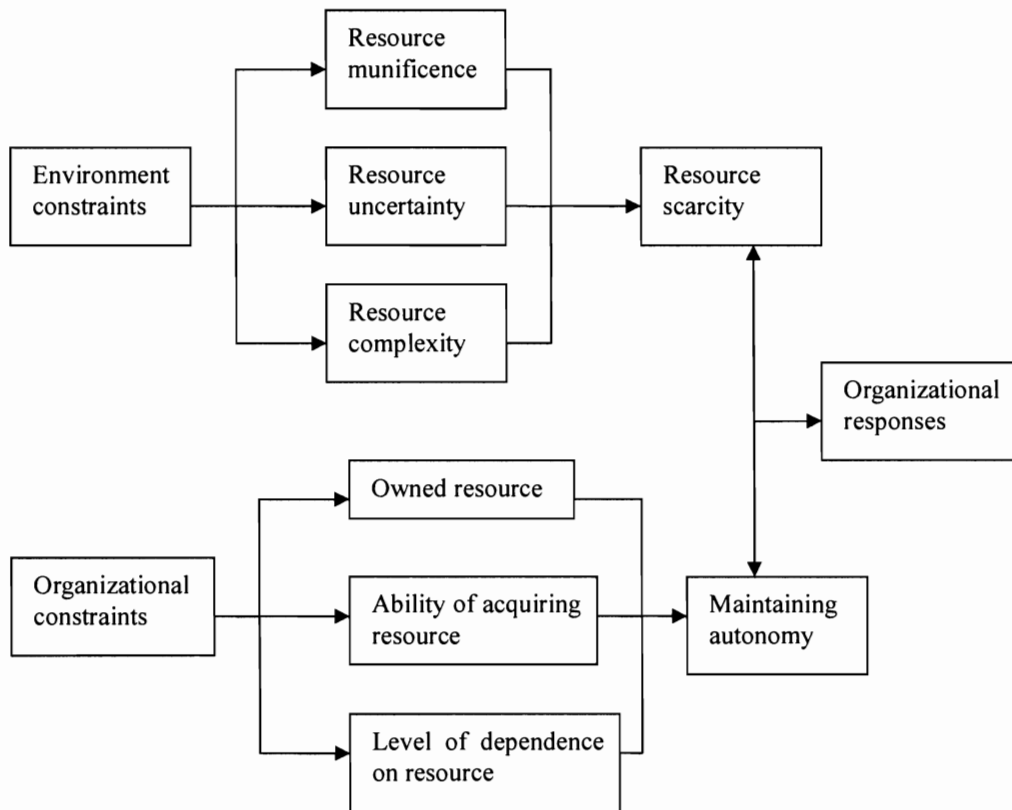 Resource
munificence
Environment
constraints
Resource
uncertainty
Resource
scarcity
Resource
complexity
Organizational
responses
Owned resource
Organizational
constraints
Ability of acquiring
resource
Maintaining
autonomy
Level of dependence
on resource